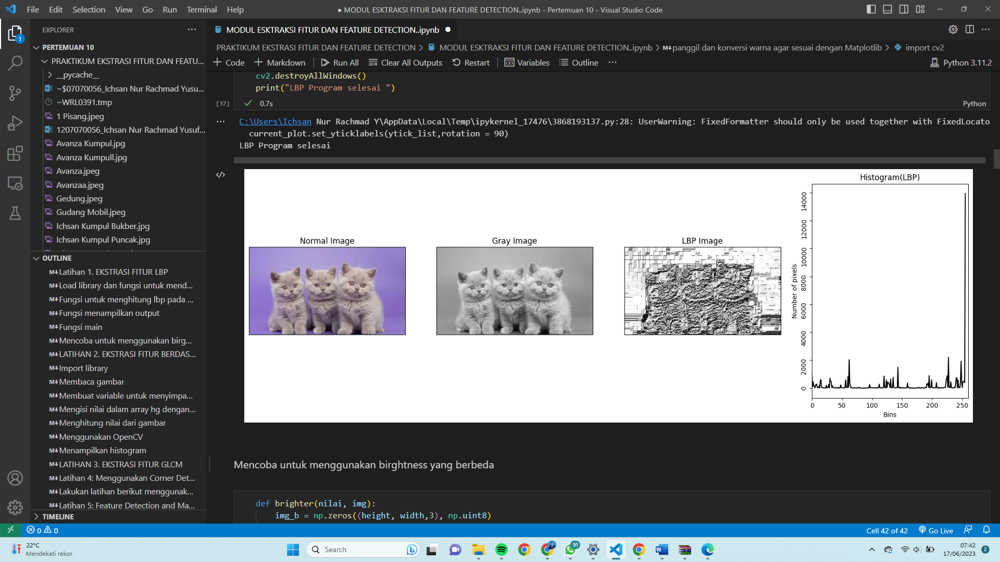 File Edit Selection View Go Run Terminal Help
● MODUL ESKTRAKSI FITUR DAN FEATURE DETECTION..ipynb - Pertemuan 10 - Visual Studio Code
EXPLORER
PERTEMUAN 10
PRAKTIKUM EKSTRASI FITUR DAN FEATU...
__pycache__
~$07070056_Ichsan Nur Rachmad Yusu...
~WRL0391.tmp
1 Pisang.jpeg
1207070056_Ichsan Nur Rachmad Yusuf...
Avanza Kumpul.jpg
Avanza Kumpull.jpg
Avanza.jpeg
Avanzaa.jpeg
Gedung.jpeg
Gudang Mobil.jpeg
Ichsan Kumpul Bukber.jpg
Ichsan Kumpul Puncak.jpg
OUTLINE
Latihan 1. EKSTRASI FITUR LBP
Load library dan fungsi untuk mend...
Fungsi untuk menghitung lbp pada ...
Fungsi menampilkan output
Fungsi main
Mencoba untuk menggunakan birg...
LATIHAN 2. EKSTRASI FITUR BERDAS...
Import library
Membaca gambar
Membuat variable untuk menyimpa...
Mengisi nilai dalam array hg dengan...
Menghitung nilai dari gambar
Menggunakan OpenCV
Menampilkan histogram
LATIHAN 3. EKSTRASI FITUR GLCM
Latihan 4: Menggunakan Corner Det...
Lakukan latihan berikut menggunak...
Latihan 5: Feature Detection and Ma...
TIMELINE
MODUL ESKTRAKSI FITUR DAN FEATURE DETECTION..ipynb ●
PRAKTIKUM EKSTRASI FITUR DAN FEATURE DETECTION > MODUL ESKTRAKSI FITUR DAN FEATURE DETECTION..ipynb > M↓panggil dan konversi warna agar sesuai dengan Matplotlib > import cv2
+ Code + Markdown Run All Clear All Outputs Restart Variables Outline ··· Python 3.11.2
cv2.destroyAllWindows()
print("LBP Program selesai ")
[37] ✓ 0.7s Python
C:\Users\Ichsan Nur Rachmad Y\AppData\Local\Temp\ipykernel_17476\3868193137.py:28: UserWarning: FixedFormatter should only be used together with FixedLocato
current_plot.set_yticklabels(ytick_list,rotation = 90)
LBP Program selesai
Normal Image
Gray Image
LBP Image
Histogram(LBP)
Number of pixels
14000
12000
10000
8000
6000
4000
2000
0
0 50 100 150 200 250
Bins
Mencoba untuk menggunakan birghtness yang berbeda
def brighter(nilai, img):
img_b = np.zeros((height, width,3), np.uint8)
0 0
Cell 42 of 42 Go Live
22°C
Mendekati rekor
Search
91
07:42
17/06/2023
2
1